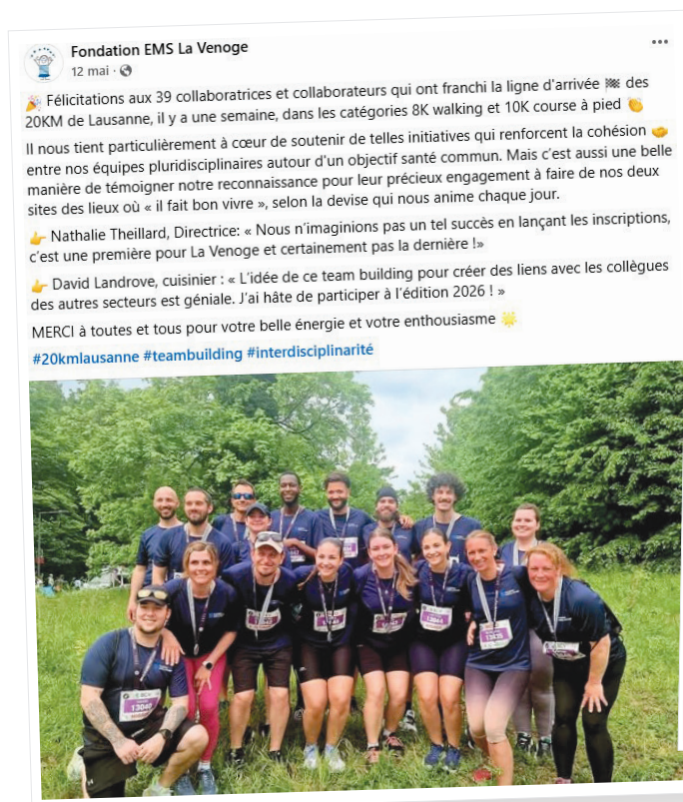 Fondation EMS La Venoge
12 mai ·
Félicitations aux 39 collaboratrices et collaborateurs qui ont franchi la ligne d'arrivée 🏁 des
20KM de Lausanne, il y a une semaine, dans les catégories 8K walking et 10K course à pied 👏
Il nous tient particulièrement à cœur de soutenir de telles initiatives qui renforcent la cohésion 🤝
entre nos équipes pluridisciplinaires autour d'un objectif santé commun. Mais c'est aussi une belle
manière de témoigner notre reconnaissance pour leur précieux engagement à faire de nos deux
sites des lieux où « il fait bon vivre », selon la devise qui nous anime chaque jour.
👉 Nathalie Theillard, Directrice: « Nous n'imaginions pas un tel succès en lançant les inscriptions,
c'est une première pour La Venoge et certainement pas la dernière !»
👉 David Landrove, cuisinier : « L'idée de ce team building pour créer des liens avec les collègues
des autres secteurs est géniale. J'ai hâte de participer à l'édition 2026 ! »
MERCI à toutes et tous pour votre belle énergie et votre enthousiasme 🌟
#20kmlausanne #teambuilding #interdisciplinarité
13040